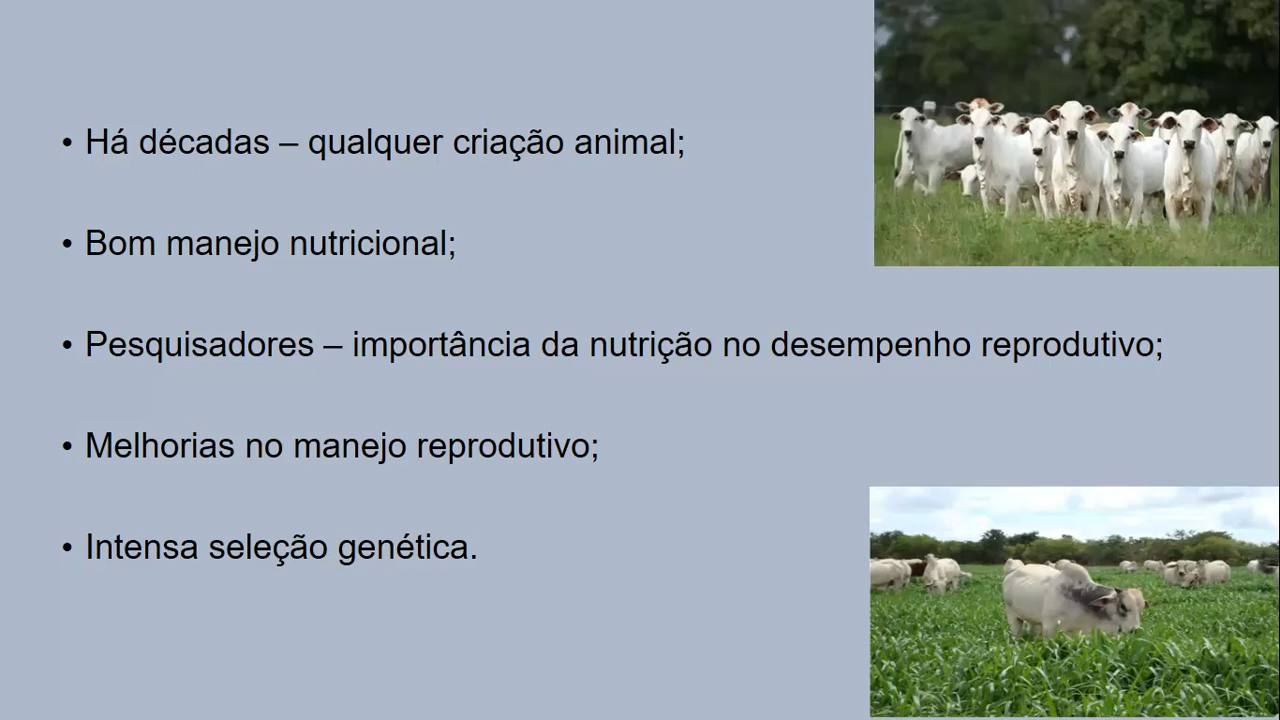 • Há décadas – qualquer criação animal;
• Bom manejo nutricional;
• Pesquisadores – importância da nutrição no desempenho reprodutivo;
• Melhorias no manejo reprodutivo;
• Intensa seleção genética.